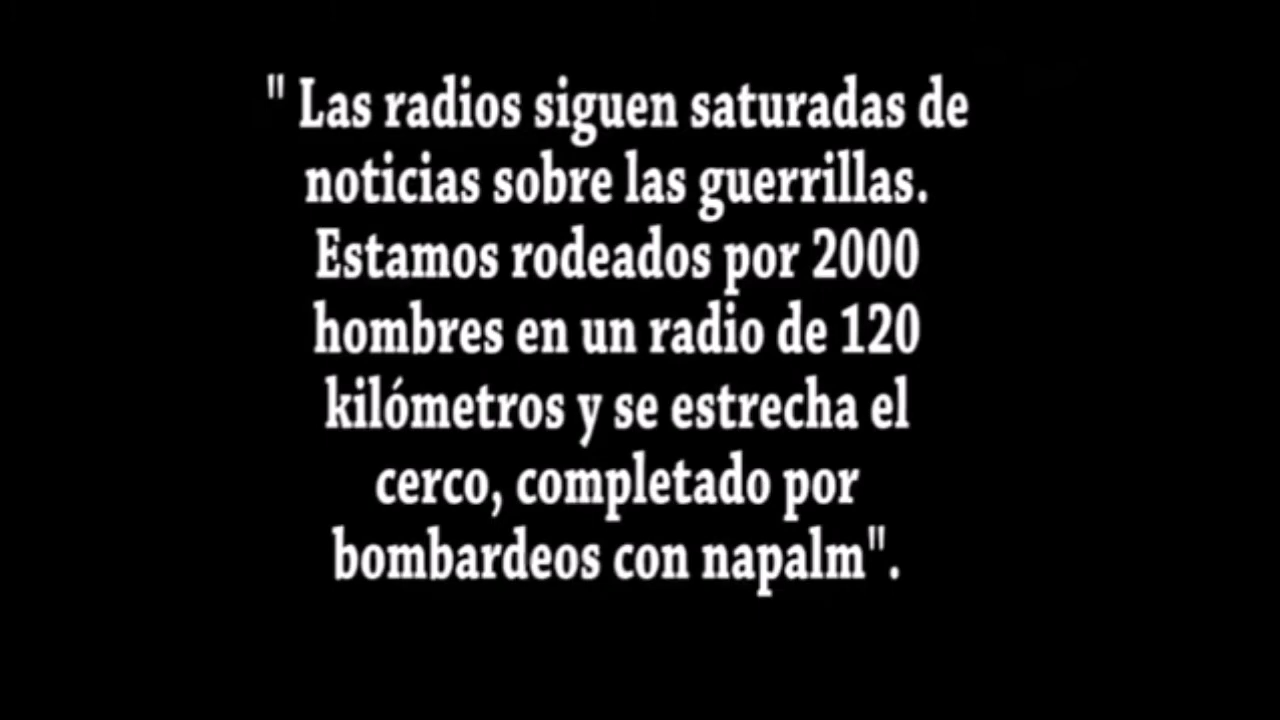 " Las radios siguen saturadas de
noticias sobre las guerrillas.
Estamos rodeados por 2000
hombres en un radio de 120
kilómetros y se estrecha el
cerco, completado por
bombardeos con napalm".